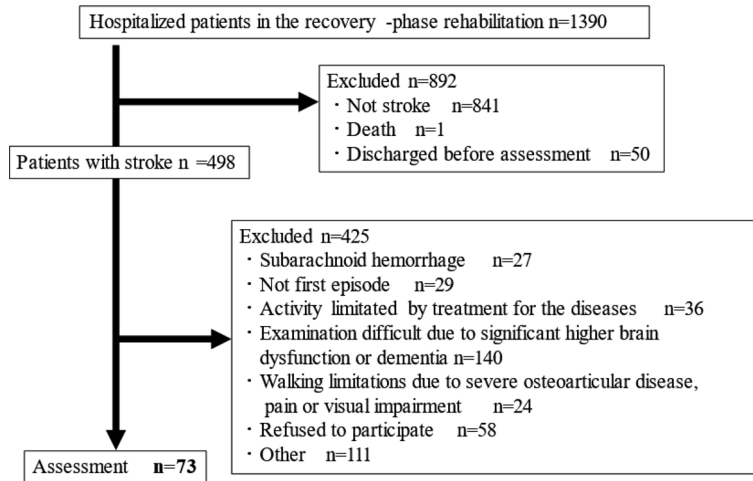 Hospitalized patients in the recovery -phase rehabilitation n=1390
Excluded n=892
・Not stroke n=841
・Death n=1
・Discharged before assessment n=50
Patients with stroke n =498
Excluded n=425
・Subarachnoid hemorrhage n=27
・Not first episode n=29
・Activity limitated by treatment for the diseases n=36
・Examination difficult due to significant higher brain
dysfunction or dementia n=140
・Walking limitations due to severe osteoarticular disease,
pain or visual impairment n=24
・Refused to participate n=58
・Other n=111
Assessment n=73